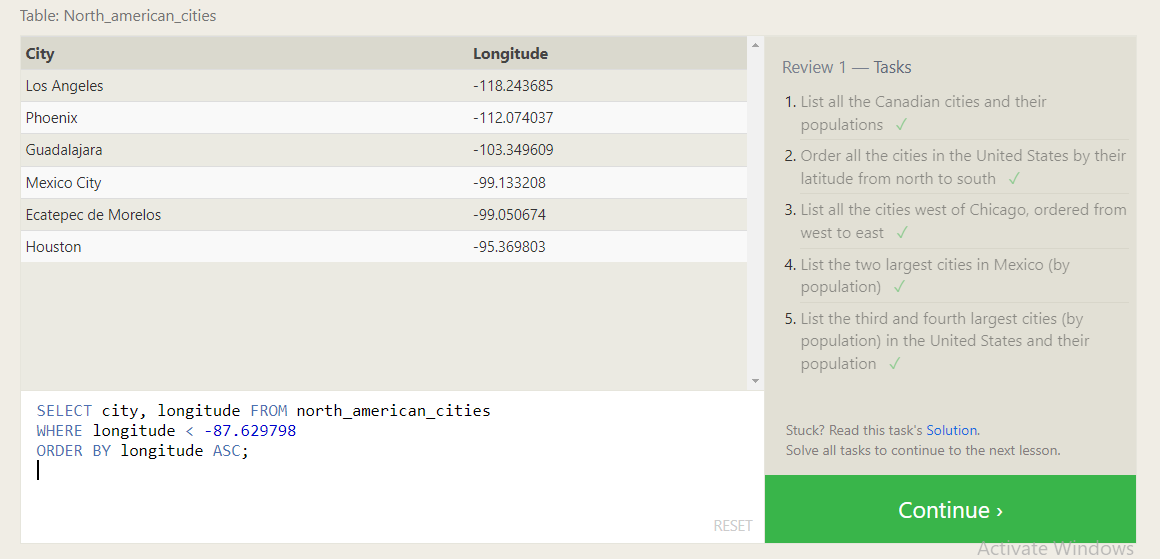 Table: North_american_cities
City Longitude
Los Angeles -118.243685
Phoenix -112.074037
Guadalajara -103.349609
Mexico City -99.133208
Ecatepec de Morelos -99.050674
Houston -95.369803
SELECT city, longitude FROM north_american_cities
WHERE longitude < -87.629798
ORDER BY longitude ASC;
RESET
Review 1 — Tasks
1. List all the Canadian cities and their
populations ✓
2. Order all the cities in the United States by their
latitude from north to south ✓
3. List all the cities west of Chicago, ordered from
west to east ✓
4. List the two largest cities in Mexico (by
population) ✓
5. List the third and fourth largest cities (by
population) in the United States and their
population ✓
Stuck? Read this task's Solution.
Solve all tasks to continue to the next lesson.
Continue ›
Activate Windows